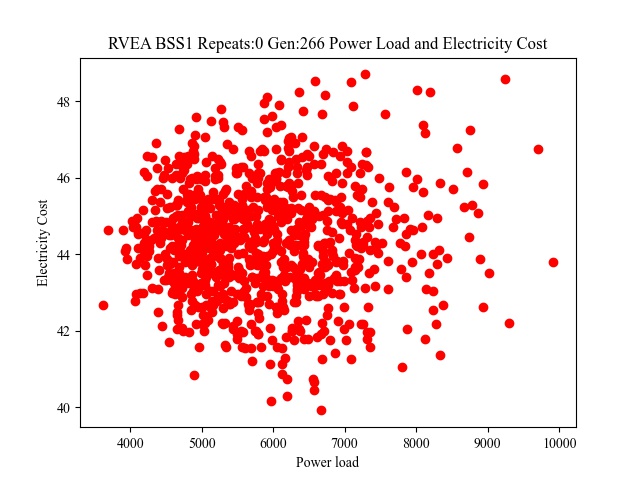 RVEA BSS1 Repeats:0 Gen:266 Power Load and Electricity Cost
48
46
44
42
40
Electricity Cost
4000 5000 6000 7000 8000 9000 10000
Power load